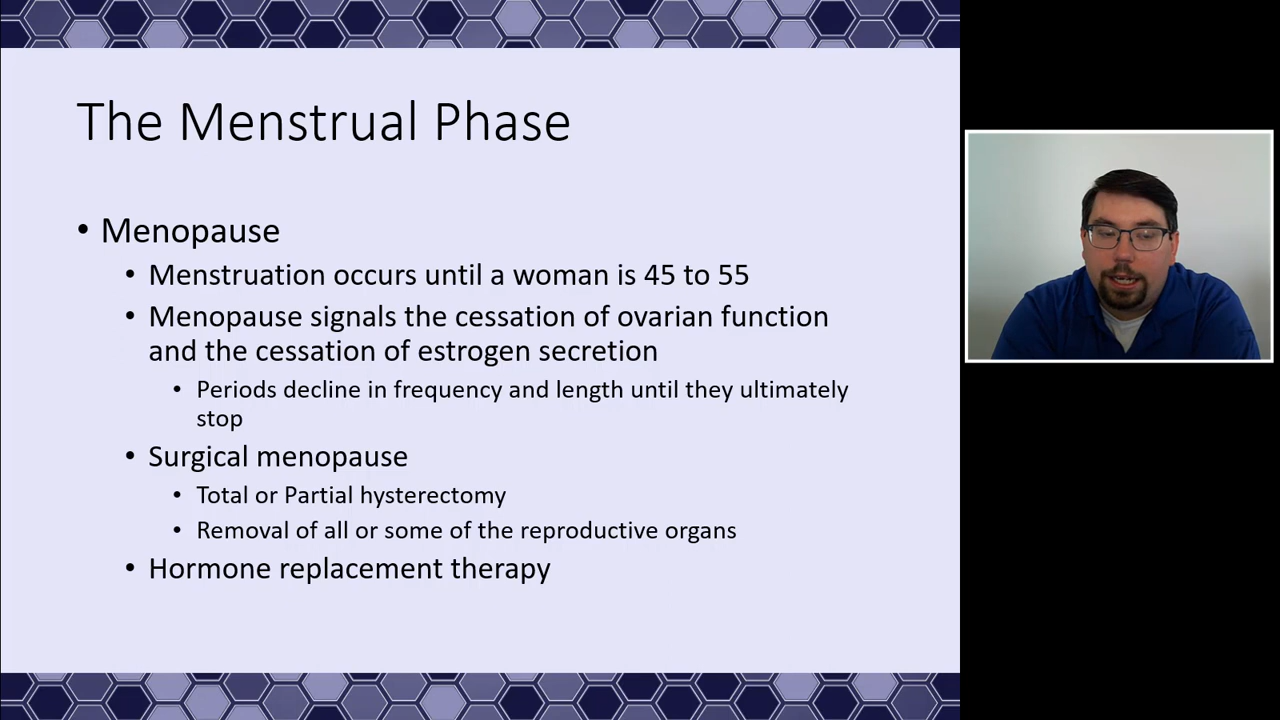 The Menstrual Phase
• Menopause
• Menstruation occurs until a woman is 45 to 55
• Menopause signals the cessation of ovarian function
and the cessation of estrogen secretion
• Periods decline in frequency and length until they ultimately
stop
• Surgical menopause
• Total or Partial hysterectomy
• Removal of all or some of the reproductive organs
• Hormone replacement therapy